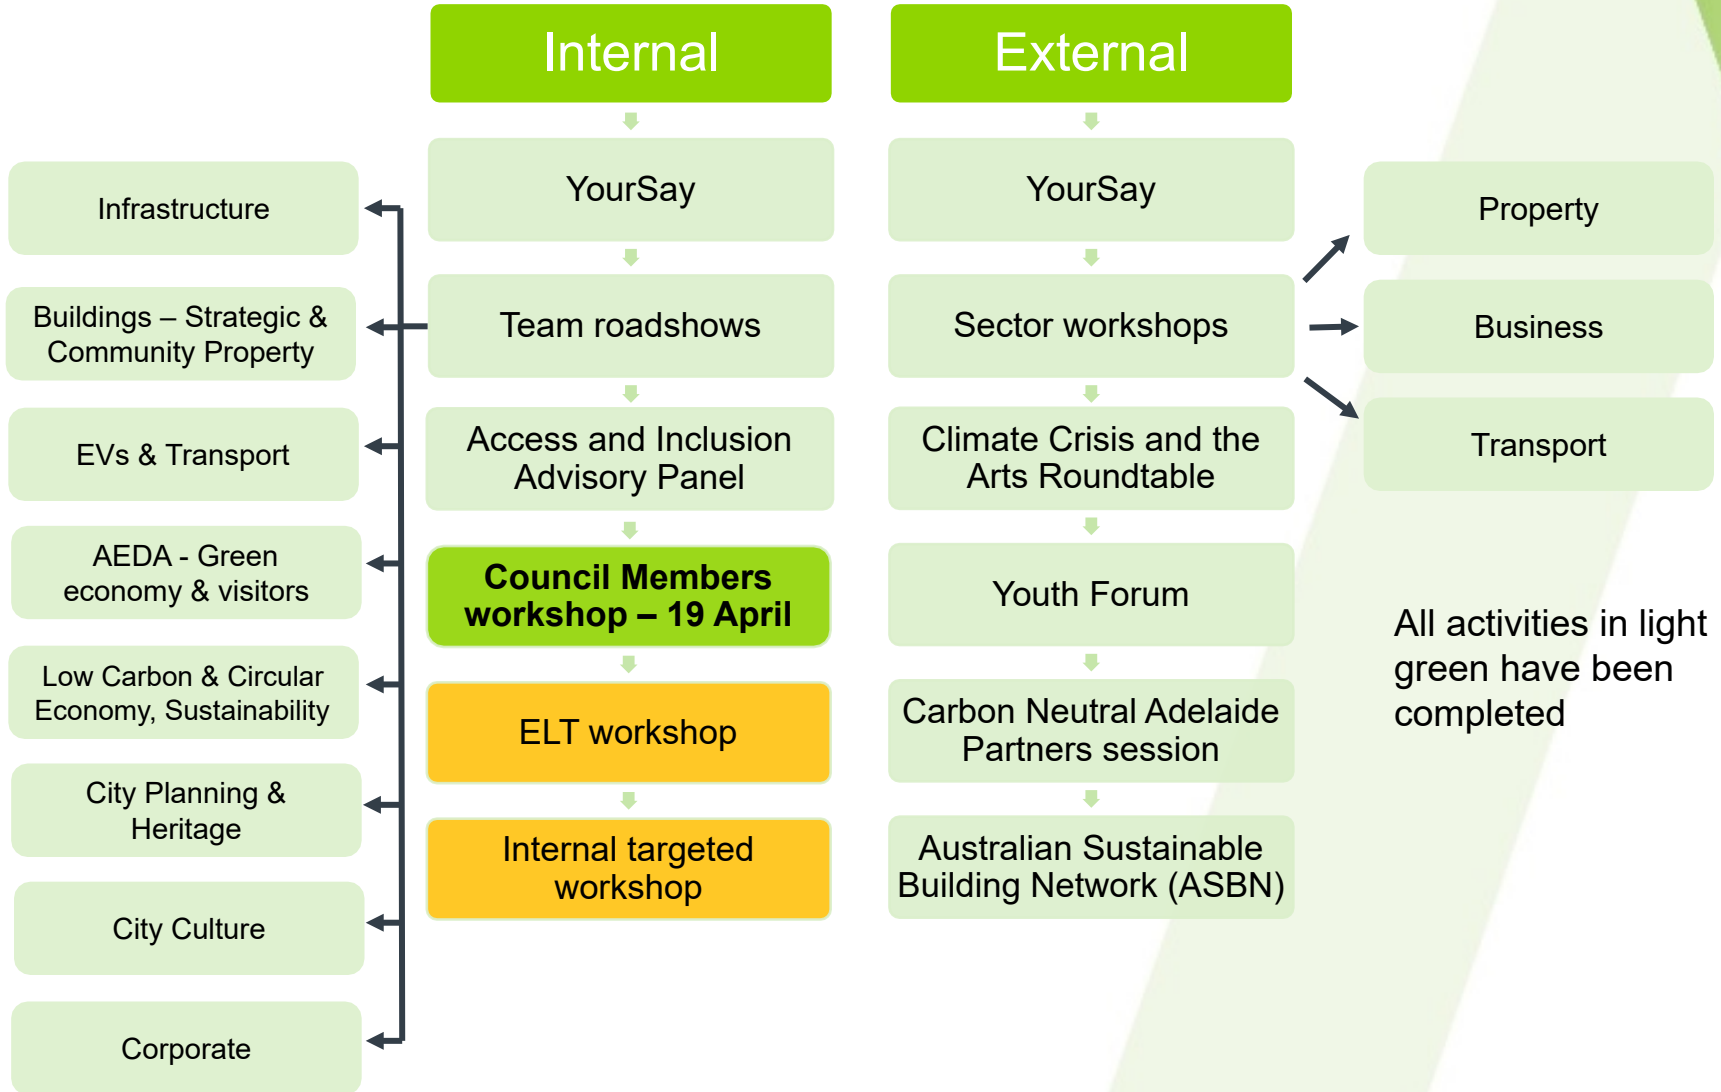 Internal
External
YourSay
YourSay
Infrastructure
Property
Team roadshows
Sector workshops
Buildings – Strategic &
Community Property
Business
Access and Inclusion
Advisory Panel
Climate Crisis and the
Arts Roundtable
EVs & Transport
Transport
AEDA - Green
economy & visitors
Council Members
workshop – 19 April
Youth Forum
All activities in light
green have been
completed
Low Carbon & Circular
Economy, Sustainability
ELT workshop
Carbon Neutral Adelaide
Partners session
City Planning &
Heritage
Internal targeted
workshop
Australian Sustainable
Building Network (ASBN)
City Culture
Corporate